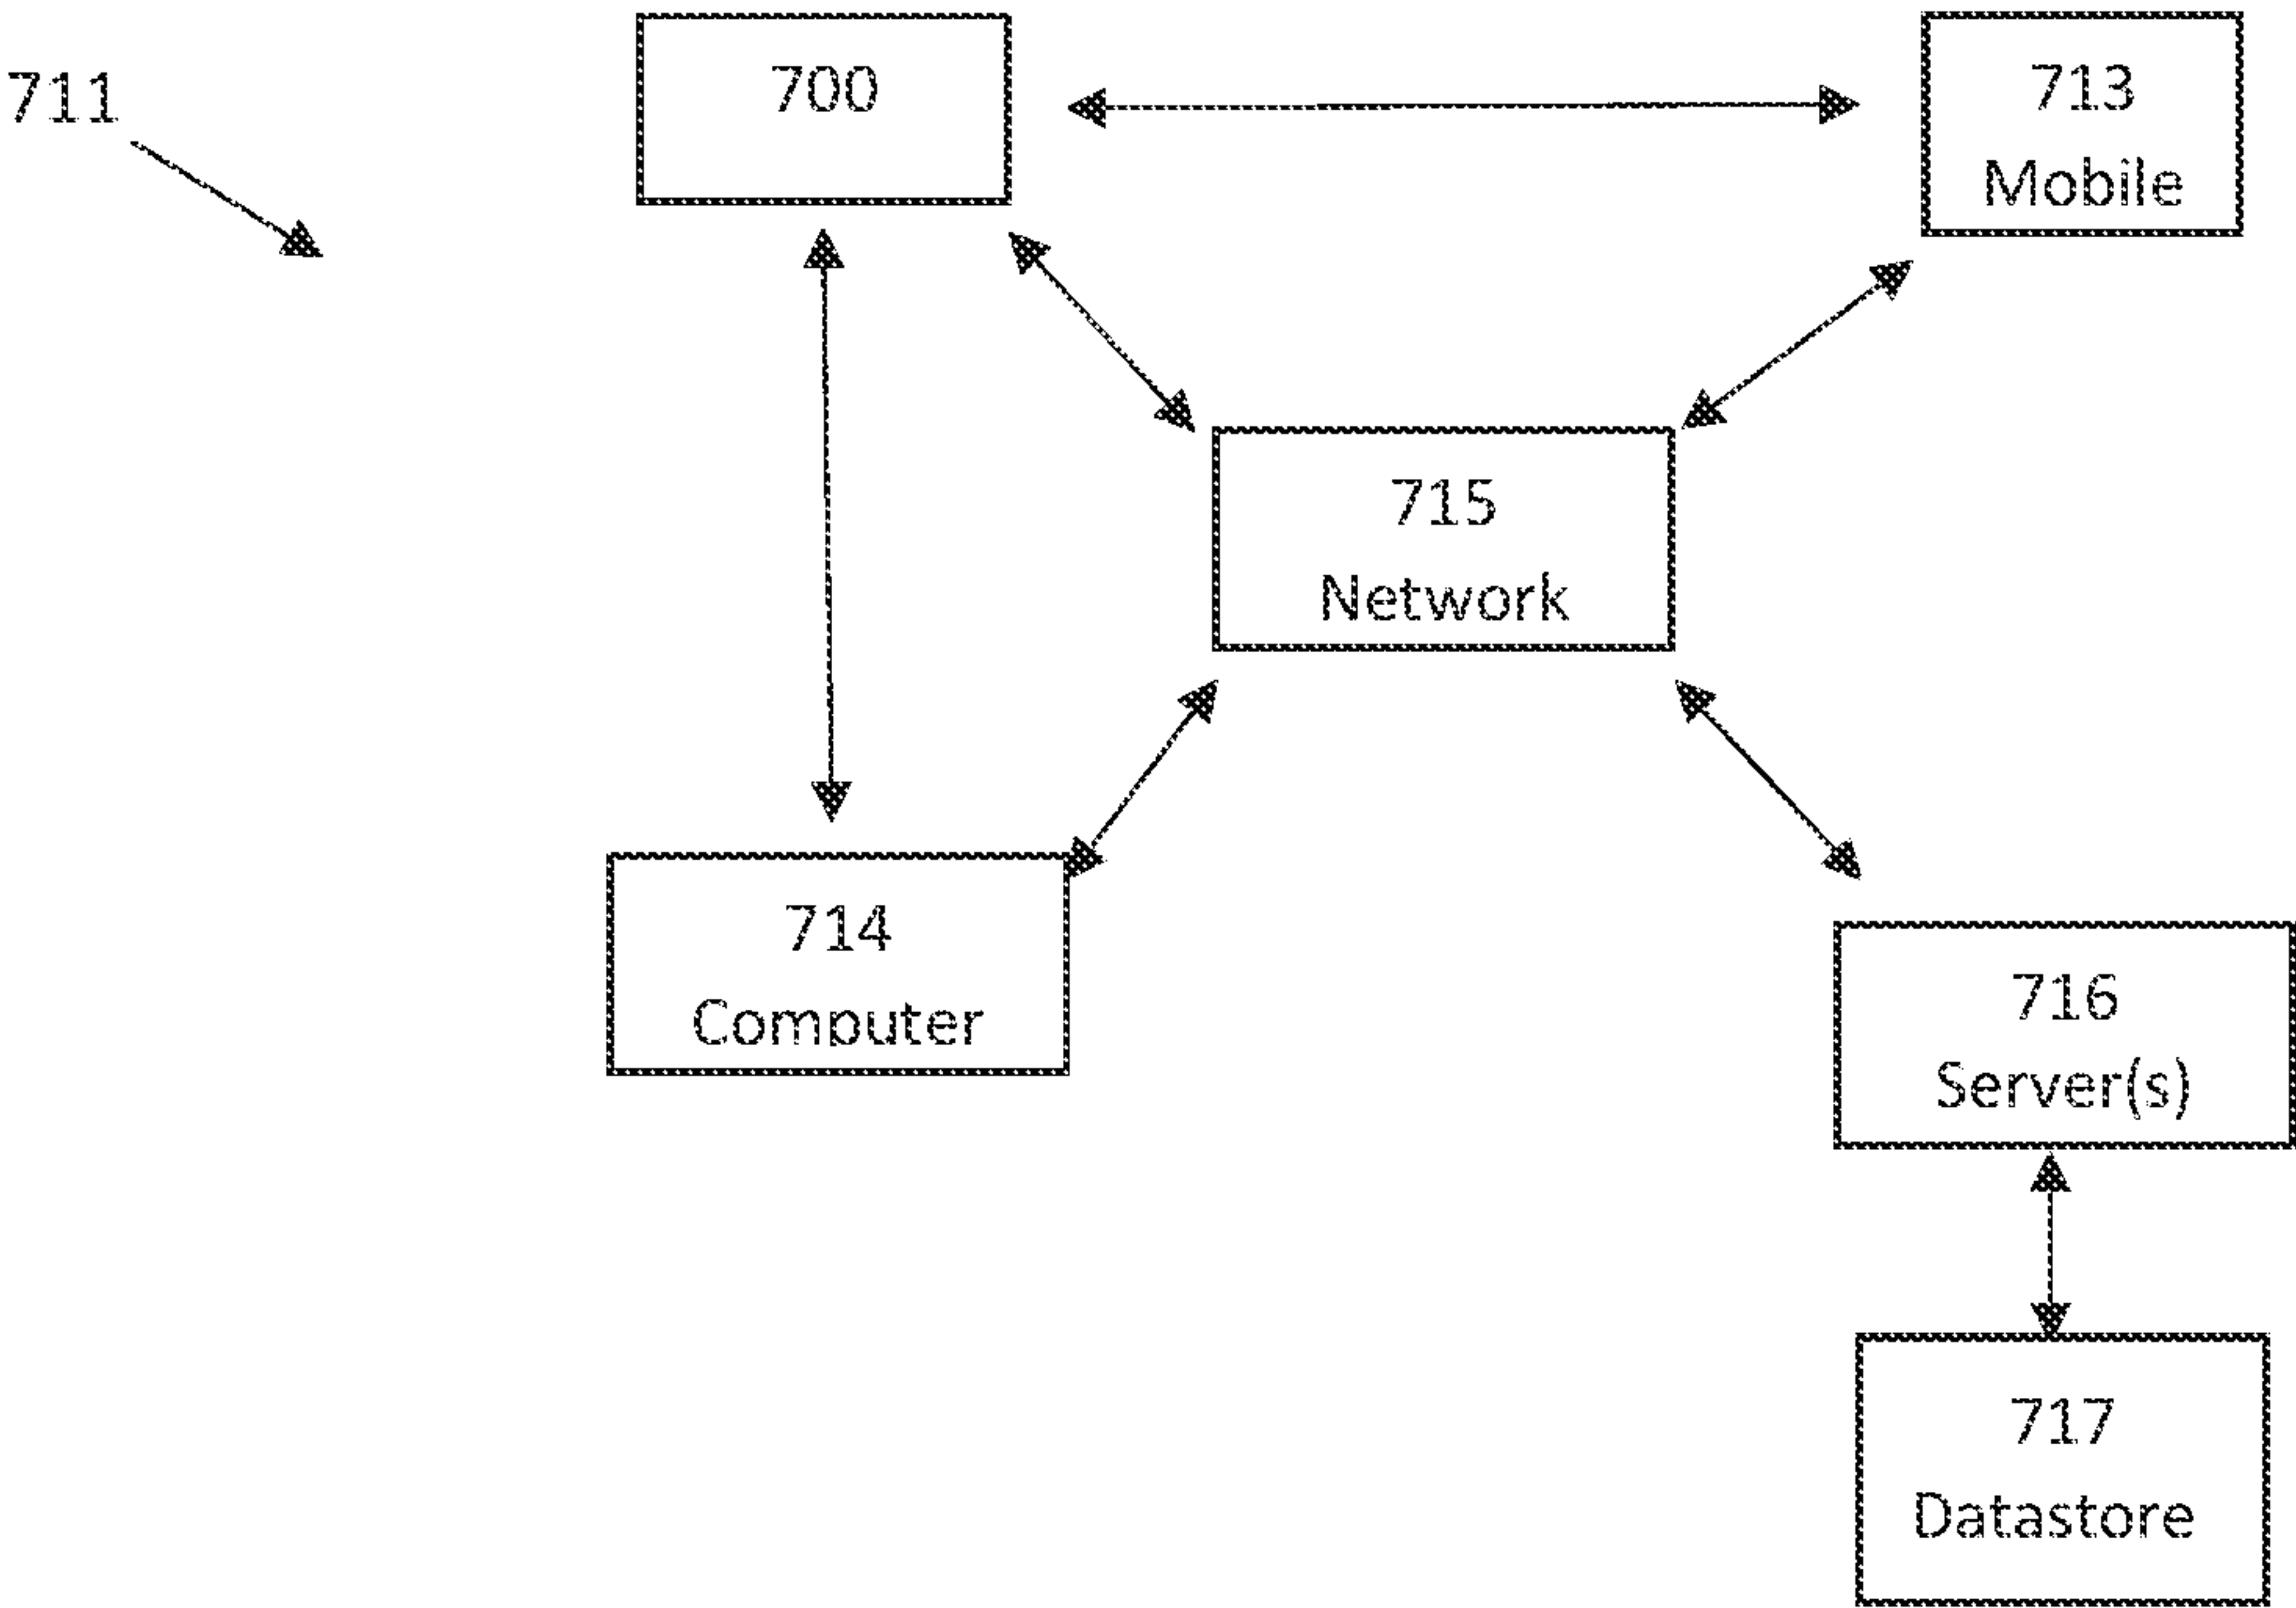 711
700
713
Mobile
715
Network
714
Computer
716
Server(s)
717
Datastore